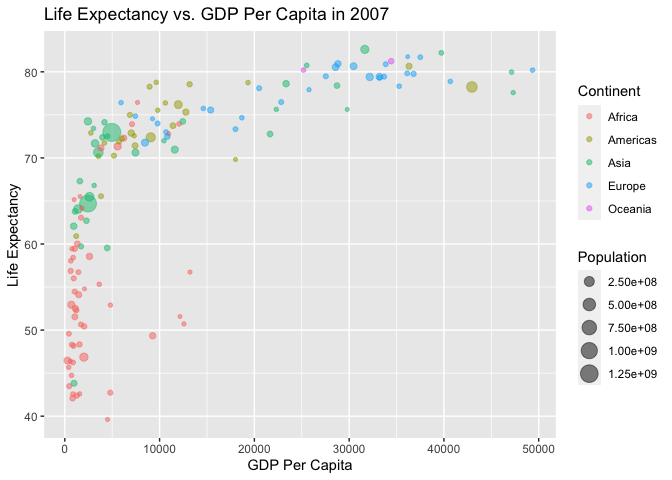 Life Expectancy vs. GDP Per Capita in 2007
80
70
60
50
40
Life Expectancy
0 10000 20000 30000 40000 50000
GDP Per Capita
Continent
Africa
Americas
Asia
Europe
Oceania
Population
2.50e+08
5.00e+08
7.50e+08
1.00e+09
1.25e+09